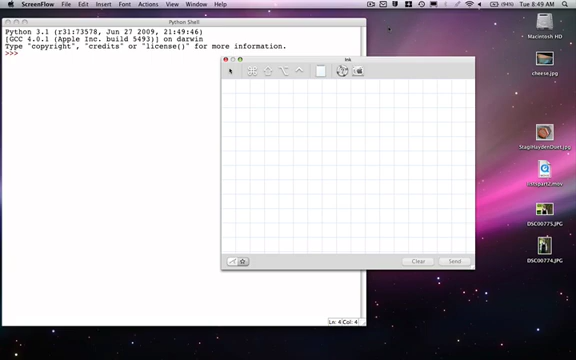 ScreenFlow File Edit Insert Font Actions View Window Help
(94%) Tue 8:49 AM
Python Shell
Python 3.1 (r31:73578, Jun 27 2009, 21:49:46)
[GCC 4.0.1 (Apple Inc. build 5493)] on darwin
Type "copyright", "credits" or "license()" for more information.
>>>
Ink
Clear Send
Ln: 4 Col: 4
Macintosh HD
cheese.jpg
StagHaydenDuet.jpg
DSC00775.JPG
DSC00774.JPG